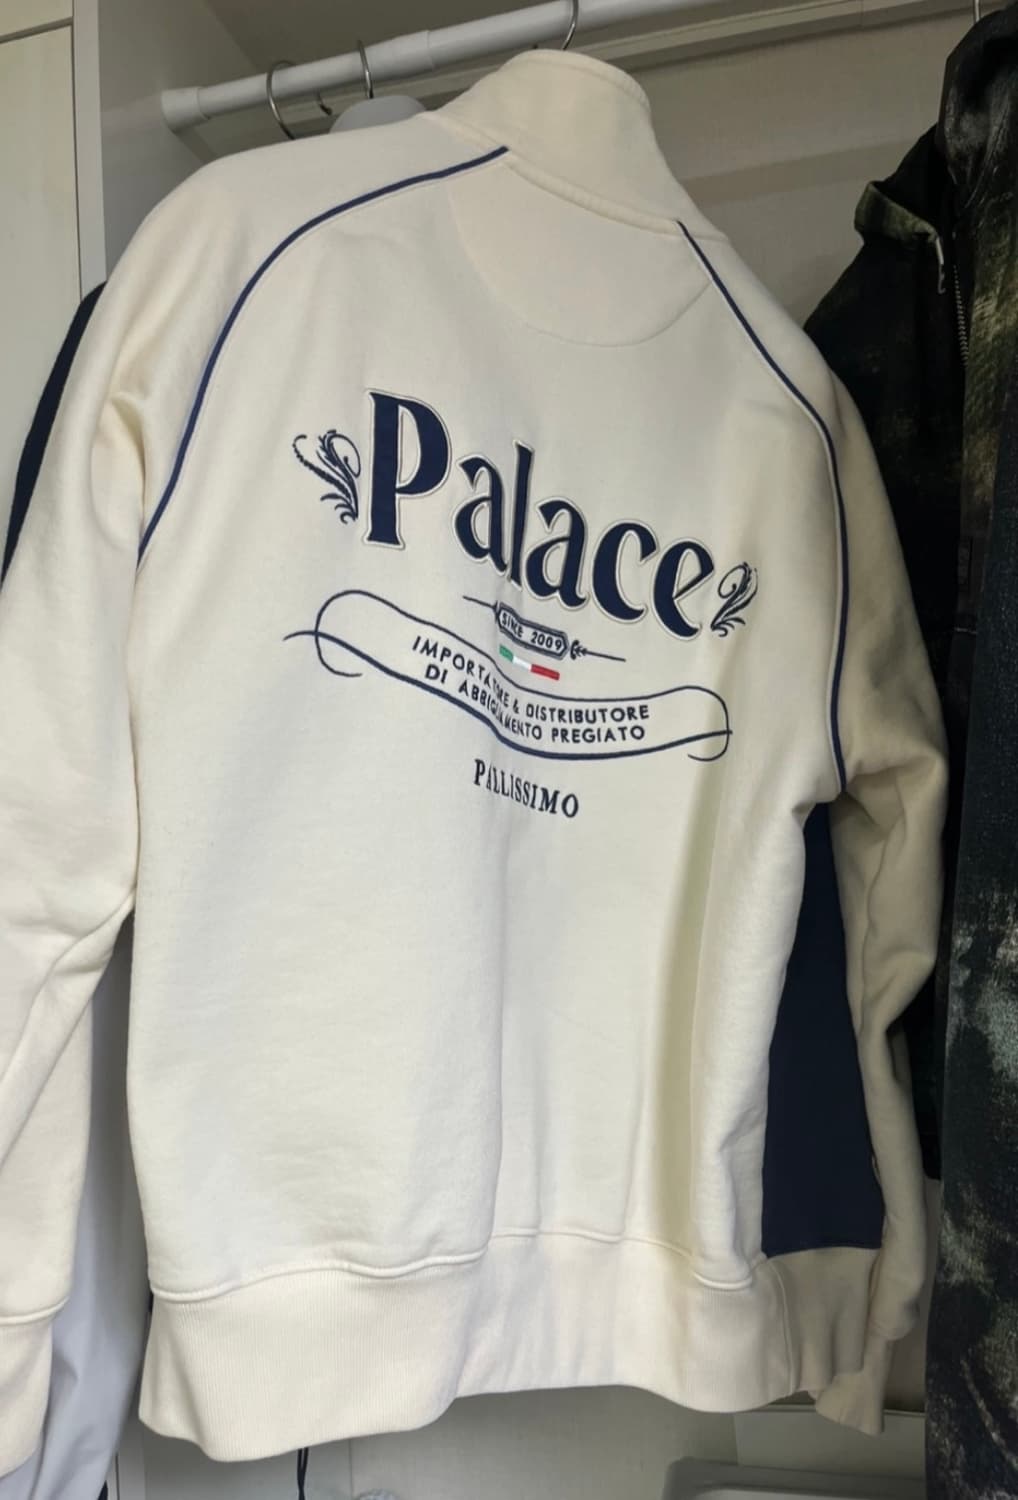 Palace
SINCE 2009
IMPORTATORE & DISTRIBUTORE
DI ABBIGLIAMENTO PREGIATO
PALLISSIMO